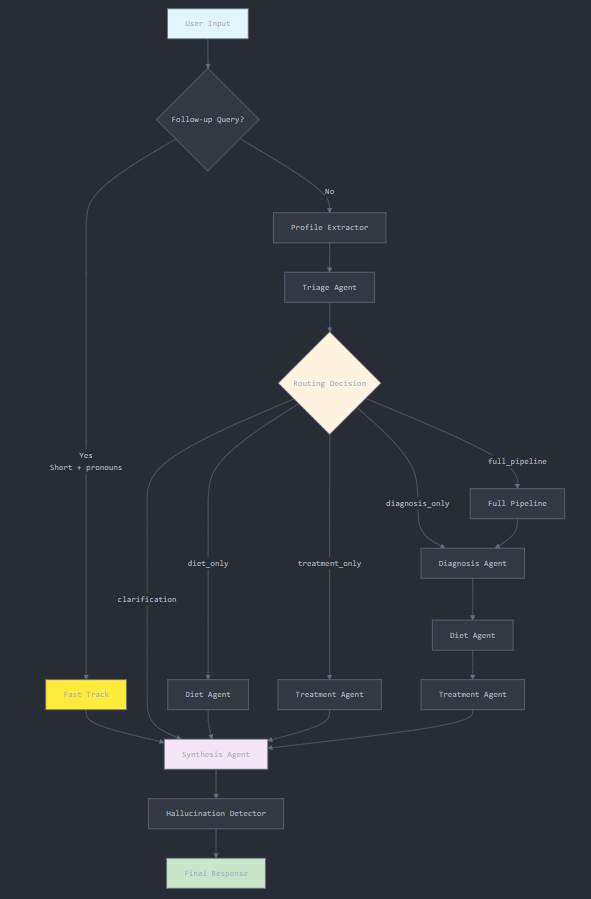 User Input
Follow-up Query?
No
Profile Extractor
Triage Agent
Routing Decision
Yes
Short + pronouns
full_pipeline
diagnosis_only
Full Pipeline
diet_only
treatment_only
Diagnosis Agent
clarification
Diet Agent
Fast Track
Diet Agent
Treatment Agent
Treatment Agent
Synthesis Agent
Hallucination Detector
Final Response